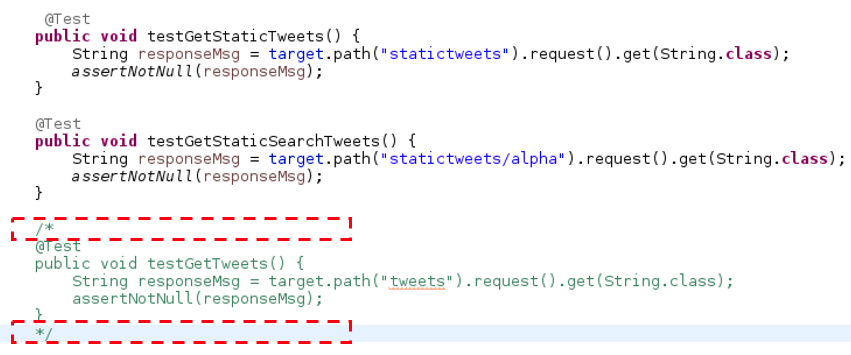 @Test
public void testGetStaticTweets() {
String responseMsg = target.path("statictweets").request().get(String.class);
assertNotNull(responseMsg);
}
@Test
public void testGetStaticSearchTweets() {
String responseMsg = target.path("statictweets/alpha").request().get(String.class);
assertNotNull(responseMsg);
}
/*
@Test
public void testGetTweets() {
String responseMsg = target.path("tweets").request().get(String.class);
assertNotNull(responseMsg);
}
*/